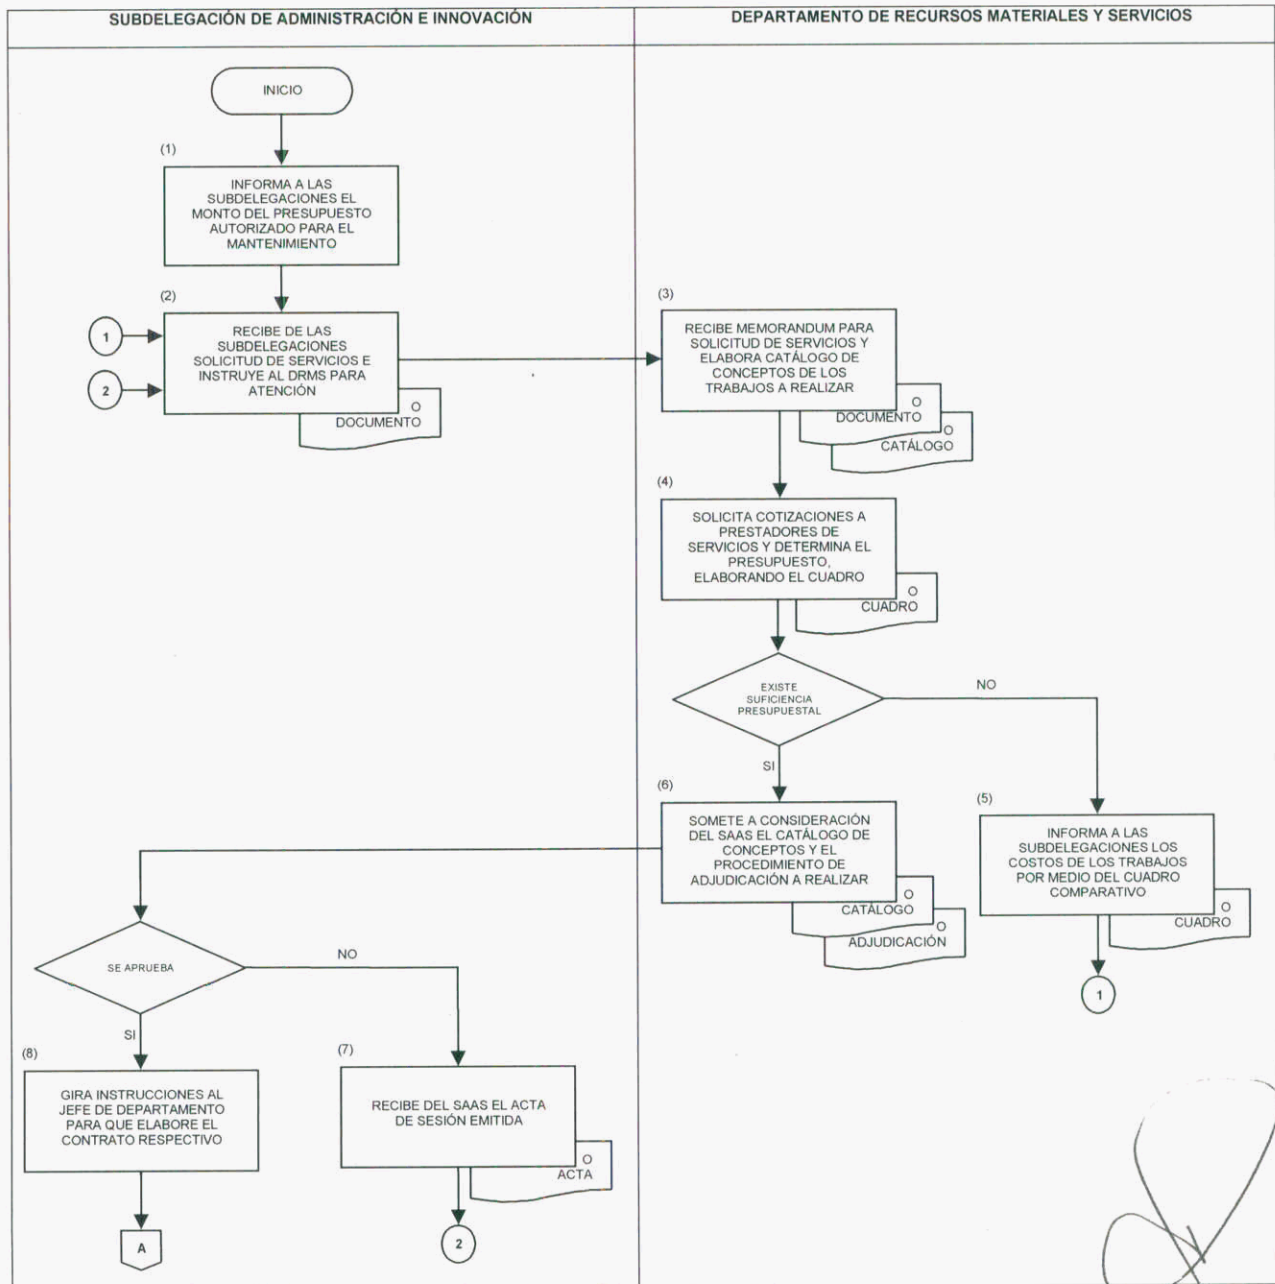 SUBDELEGACIÓN DE ADMINISTRACIÓN E INNOVACIÓN
DEPARTAMENTO DE RECURSOS MATERIALES Y SERVICIOS
INICIO
(1)
INFORMA A LAS
SUBDELEGACIONES EL
MONTO DEL PRESUPUESTO
AUTORIZADO PARA EL
MANTENIMIENTO
(2)
1
2
RECIBE DE LAS
SUBDELEGACIONES
SOLICITUD DE SERVICIOS E
INSTRUYE AL DRMS PARA
ATENCIÓN
O
DOCUMENTO
(3)
RECIBE MEMORANDUM PARA
SOLICITUD DE SERVICIOS Y
ELABORA CATÁLOGO DE
CONCEPTOS DE LOS
TRABAJOS A REALIZAR
O
DOCUMENTO
O
CATÁLOGO
(4)
SOLICITA COTIZACIONES A
PRESTADORES DE
SERVICIOS Y DETERMINA EL
PRESUPUESTO,
ELABORANDO EL CUADRO
O
CUADRO
EXISTE
SUFICIENCIA
PRESUPUESTAL
NO
SI
(6)
SOMETE A CONSIDERACIÓN
DEL SAAS EL CATÁLOGO DE
CONCEPTOS Y EL
PROCEDIMIENTO DE
ADJUDICACIÓN A REALIZAR
O
CATÁLOGO
O
ADJUDICACIÓN
(5)
INFORMA A LAS
SUBDELEGACIONES LOS
COSTOS DE LOS TRABAJOS
POR MEDIO DEL CUADRO
COMPARATIVO
O
CUADRO
1
SE APRUEBA
NO
SI
(8)
GIRA INSTRUCCIONES AL
JEFE DE DEPARTAMENTO
PARA QUE ELABORE EL
CONTRATO RESPECTIVO
A
(7)
RECIBE DEL SAAS EL ACTA
DE SESIÓN EMITIDA
O
ACTA
2